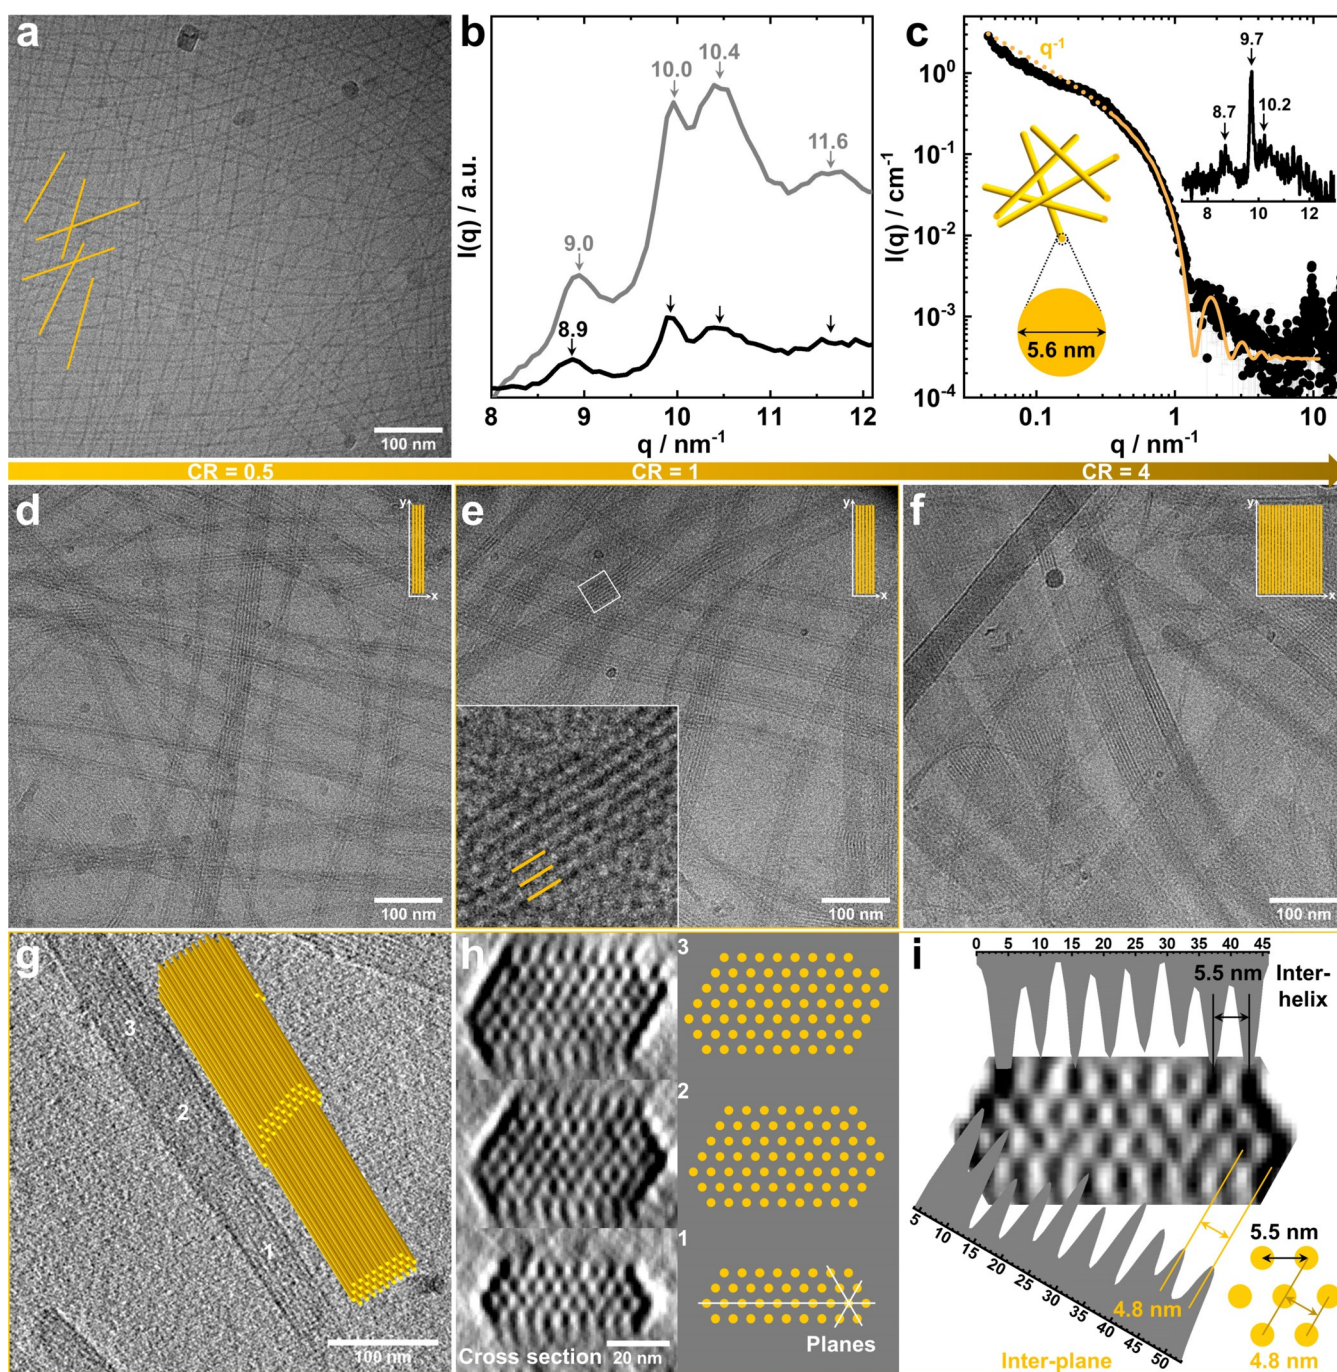 a
100 nm
b
10.4
10.0
11.6
9.0
8.9
I(q) / a.u.
8 9 10 11 12
q / nm⁻¹
c
q⁻¹
9.7
8.7
10.2
8 10 12
10⁰
10⁻¹
10⁻²
10⁻³
10⁻⁴
I(q) / cm⁻¹
5.6 nm
0.1 1 10
q / nm⁻¹
CR = 0.5 CR = 1 CR = 4
d
y
x
100 nm
e
y
x
100 nm
f
y
x
100 nm
g
3
2
1
100 nm
h
3
2
1
Planes
Cross section
20 nm
i
0 5 10 15 20 25 30 35 40 45
5.5 nm
Inter-
helix
5 10 15 20 25 30 35 40 45 50
4.8 nm
Inter-plane
5.5 nm
4.8 nm